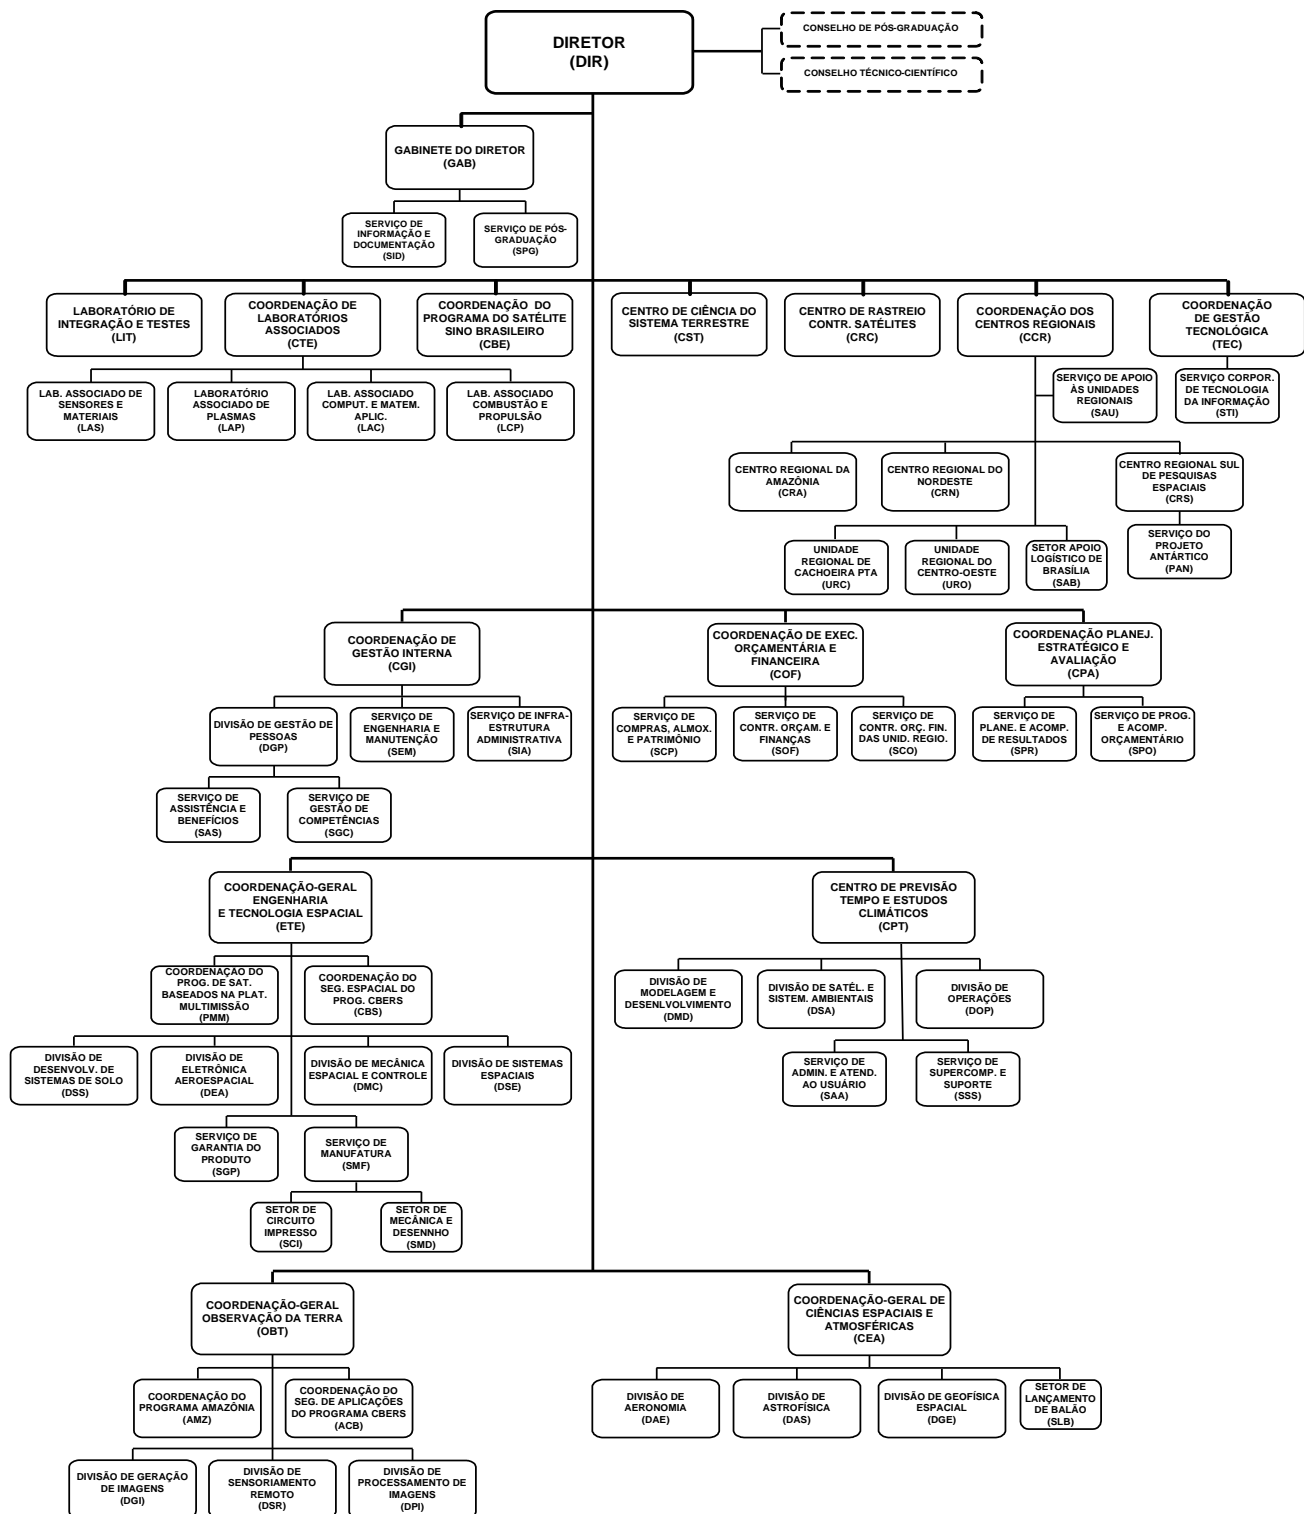 DIRETOR
(DIR)
CONSELHO DE PÓS-GRADUAÇÃO
CONSELHO TÉCNICO-CIENTÍFICO
GABINETE DO DIRETOR
(GAB)
SERVIÇO DE
INFORMAÇÃO E
DOCUMENTAÇÃO
(SID)
SERVIÇO DE PÓS-
GRADUAÇÃO
(SPG)
LABORATÓRIO DE
INTEGRAÇÃO E TESTES
(LIT)
COORDENAÇÃO DE
LABORATÓRIOS
ASSOCIADOS
(CTE)
COORDENAÇÃO DO
PROGRAMA DO SATÉLITE
SINO BRASILEIRO
(CBE)
CENTRO DE CIÊNCIA DO
SISTEMA TERRESTRE
(CST)
CENTRO DE RASTREIO
CONTR. SATÉLITES
(CRC)
COORDENAÇÃO DOS
CENTROS REGIONAIS
(CCR)
COORDENAÇÃO
DE GESTÃO
TECNOLÓGICA
(TEC)
LAB. ASSOCIADO DE
SENSORES E
MATERIAIS
(LAS)
LABORATÓRIO
ASSOCIADO DE
PLASMAS
(LAP)
LAB. ASSOCIADO
COMPUT. E MATEM.
APLIC.
(LAC)
LAB. ASSOCIADO
COMBUSTÃO E
PROPULSÃO
(LCP)
SERVIÇO DE APOIO
ÀS UNIDADES
REGIONAIS
(SAU)
SERVIÇO CORPOR.
DE TECNOLOGIA
DA INFORMAÇÃO
(STI)
CENTRO REGIONAL DA
AMAZÔNIA
(CRA)
CENTRO REGIONAL DO
NORDESTE
(CRN)
CENTRO REGIONAL SUL
DE PESQUISAS
ESPACIAIS
(CRS)
UNIDADE
REGIONAL DE
CACHOEIRA PTA
(URC)
UNIDADE
REGIONAL DO
CENTRO-OESTE
(URO)
SETOR APOIO
LOGÍSTICO DE
BRASÍLIA
(SAB)
SERVIÇO DO
PROJETO
ANTÁRTICO
(PAN)
COORDENAÇÃO DE
GESTÃO INTERNA
(CGI)
COORDENAÇÃO DE EXEC.
ORÇAMENTÁRIA E
FINANCEIRA
(COF)
COORDENAÇÃO PLANEJ.
ESTRATÉGICO E
AVALIAÇÃO
(CPA)
DIVISÃO DE GESTÃO DE
PESSOAS
(DGP)
SERVIÇO DE
ENGENHARIA E
MANUTENÇÃO
(SEM)
SERVIÇO DE INFRA-
ESTRUTURA
ADMINISTRATIVA
(SIA)
SERVIÇO DE
COMPRAS, ALMOX.
E PATRIMÔNIO
(SCP)
SERVIÇO DE
CONTR. ORÇAM. E
FINANÇAS
(SOF)
SERVIÇO DE
CONTR. ORÇ. FIN.
DAS UNID. REGIO.
(SCO)
SERVIÇO DE
PLANE. E ACOMP.
DE RESULTADOS
(SPR)
SERVIÇO DE PROG.
E ACOMP.
ORÇAMENTÁRIO
(SPO)
SERVIÇO DE
ASSISTÊNCIA E
BENEFÍCIOS
(SAS)
SERVIÇO DE
GESTÃO DE
COMPETÊNCIAS
(SGC)
COORDENAÇÃO-GERAL
ENGENHARIA
E TECNOLOGIA ESPACIAL
(ETE)
CENTRO DE PREVISÃO
TEMPO E ESTUDOS
CLIMÁTICOS
(CPT)
COORDENAÇAO DO
PROG. DE SAT.
BASEADOS NA PLAT.
MULTIMISSÃO
(PMM)
COORDENAÇÃO DO
SEG. ESPACIAL DO
PROG. CBERS
(CBS)
DIVISÃO DE
MODELAGEM E
DESENLVOLVIMENTO
(DMD)
DIVISÃO DE SATÉL. E
SISTEM. AMBIENTAIS
(DSA)
DIVISÃO DE
OPERAÇÕES
(DOP)
DIVISÃO DE
DESENVOLV. DE
SISTEMAS DE SOLO
(DSS)
DIVISÃO DE
ELETRÔNICA
AEROESPACIAL
(DEA)
DIVISÃO DE MECÂNICA
ESPACIAL E CONTROLE
(DMC)
DIVISÃO DE SISTEMAS
ESPACIAIS
(DSE)
SERVIÇO DE
ADMIN. E ATEND.
AO USUÁRIO
(SAA)
SERVIÇO DE
SUPERCOMP. E
SUPORTE
(SSS)
SERVIÇO DE
GARANTIA DO
PRODUTO
(SGP)
SERVIÇO DE
MANUFATURA
(SMF)
SETOR DE
CIRCUITO
IMPRESSO
(SCI)
SETOR DE
MECÂNICA E
DESENNHO
(SMD)
COORDENAÇÃO-GERAL
OBSERVAÇÃO DA TERRA
(OBT)
COORDENAÇÃO-GERAL DE
CIÊNCIAS ESPACIAIS E
ATMOSFÉRICAS
(CEA)
COORDENAÇÃO DO
PROGRAMA AMAZÔNIA
(AMZ)
COORDENAÇÃO DO
SEG. DE APLICAÇÕES
DO PROGRAMA CBERS
(ACB)
DIVISÃO DE
AERONOMIA
(DAE)
DIVISÃO DE
ASTROFÍSICA
(DAS)
DIVISÃO DE GEOFÍSICA
ESPACIAL
(DGE)
SETOR DE
LANÇAMENTO
DE BALÃO
(SLB)
DIVISÃO DE GERAÇÃO
DE IMAGENS
(DGI)
DIVISÃO DE
SENSORIAMENTO
REMOTO
(DSR)
DIVISÃO DE
PROCESSAMENTO DE
IMAGENS
(DPI)